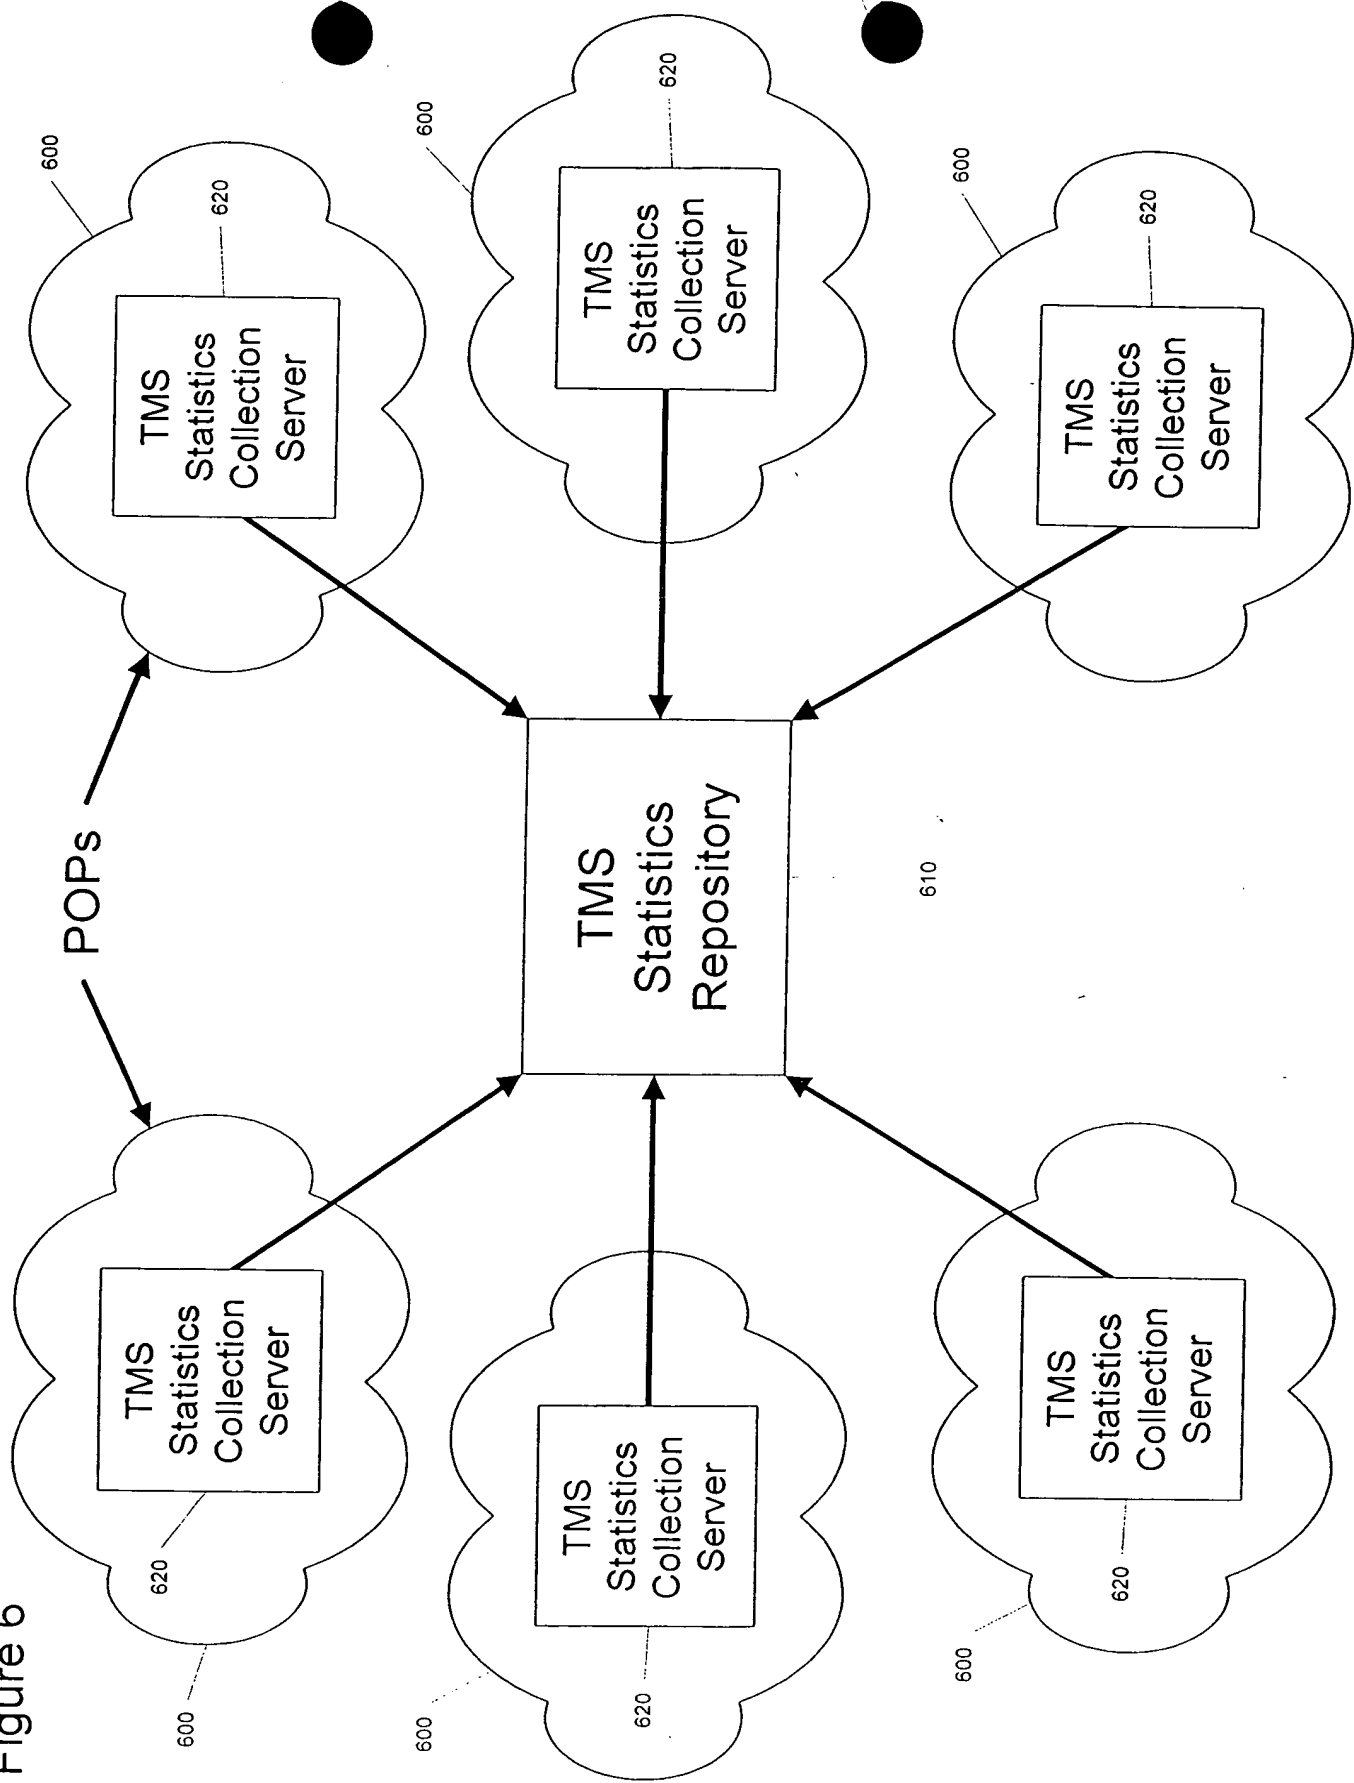 Figure 6
POPs
600
620
TMS
Statistics
Collection
Server
600
620
TMS
Statistics
Collection
Server
600
620
TMS
Statistics
Collection
Server
TMS
Statistics
Repository
610
600
620
TMS
Statistics
Collection
Server
600
620
TMS
Statistics
Collection
Server
600
620
TMS
Statistics
Collection
Server